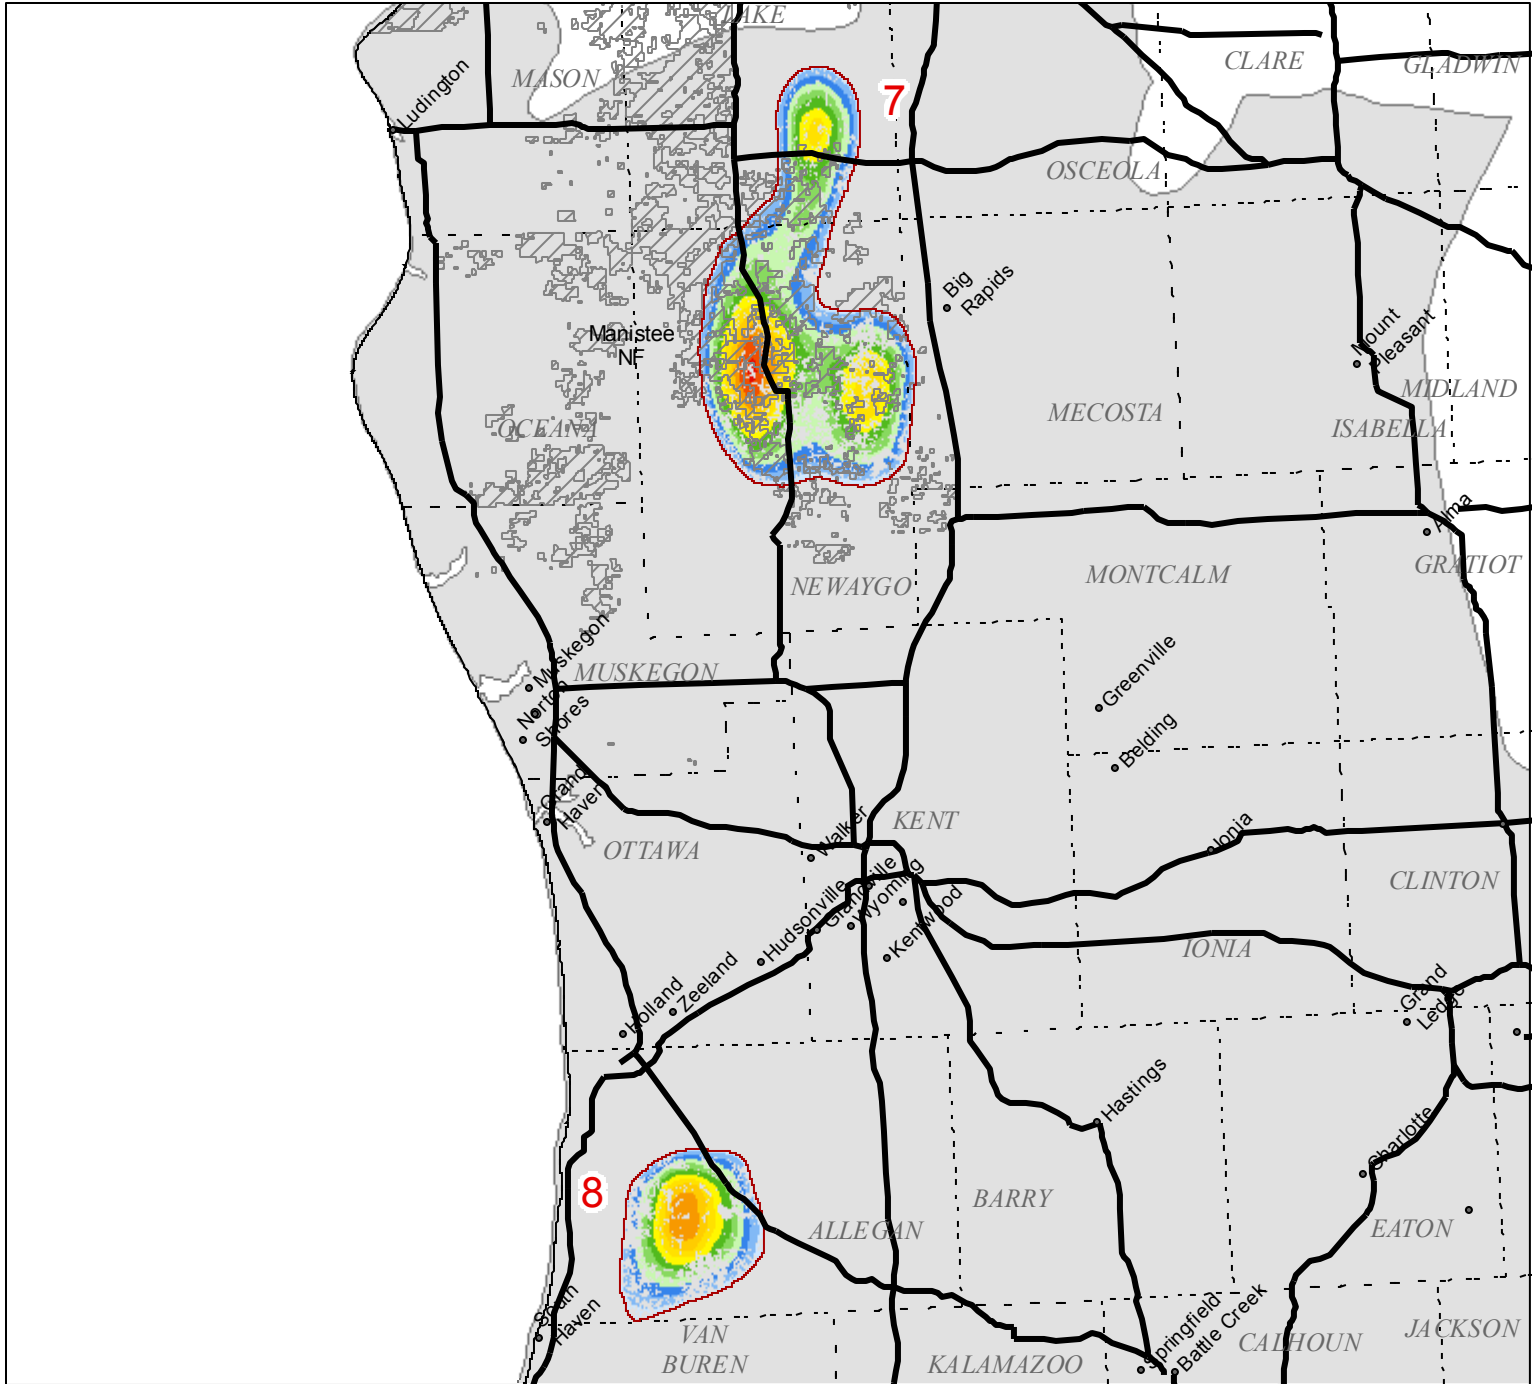 LAKE
MASON
CLARE
GLADWIN
Ludington
7
OSCEOLA
Big
Rapids
Manistee
NF
Mount
Pleasant
MIDLAND
MECOSTA
OCEANA
ISABELLA
Alma
GRATIOT
NEWAYGO
MONTCALM
Muskegon
MUSKEGON
Norton
Shores
Greenville
Belding
Grand
Haven
Walker
KENT
OTTAWA
Ionia
CLINTON
Grandville
Wyoming
Hudsonville
Kentwood
IONIA
Zeeland
Holland
Grand
Ledge
Hastings
Charlotte
8
BARRY
ALLEGAN
EATON
South
Haven
VAN
BUREN
KALAMAZOO
Springfield
Battle Creek
CALHOUN
JACKSON